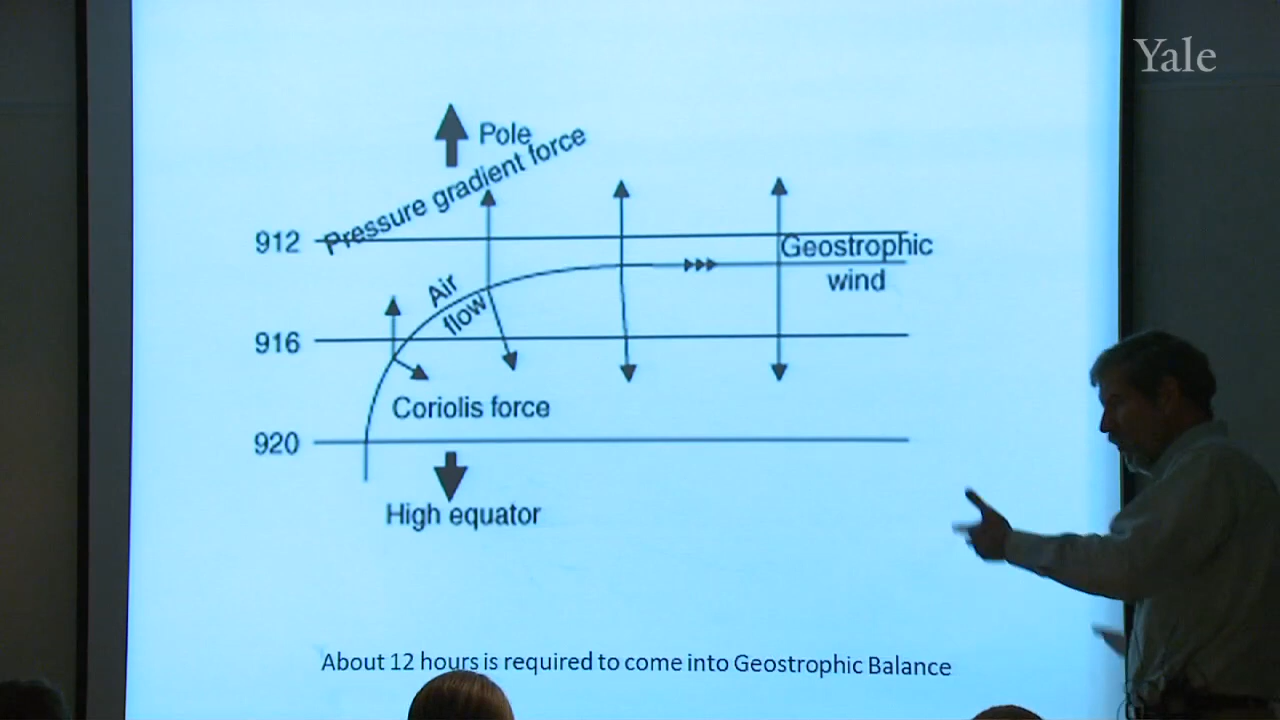 Yale
Pole
Pressure gradient force
912
Geostrophic
wind
Air
flow
916
Coriolis force
920
High equator
About 12 hours is required to come into Geostrophic Balance